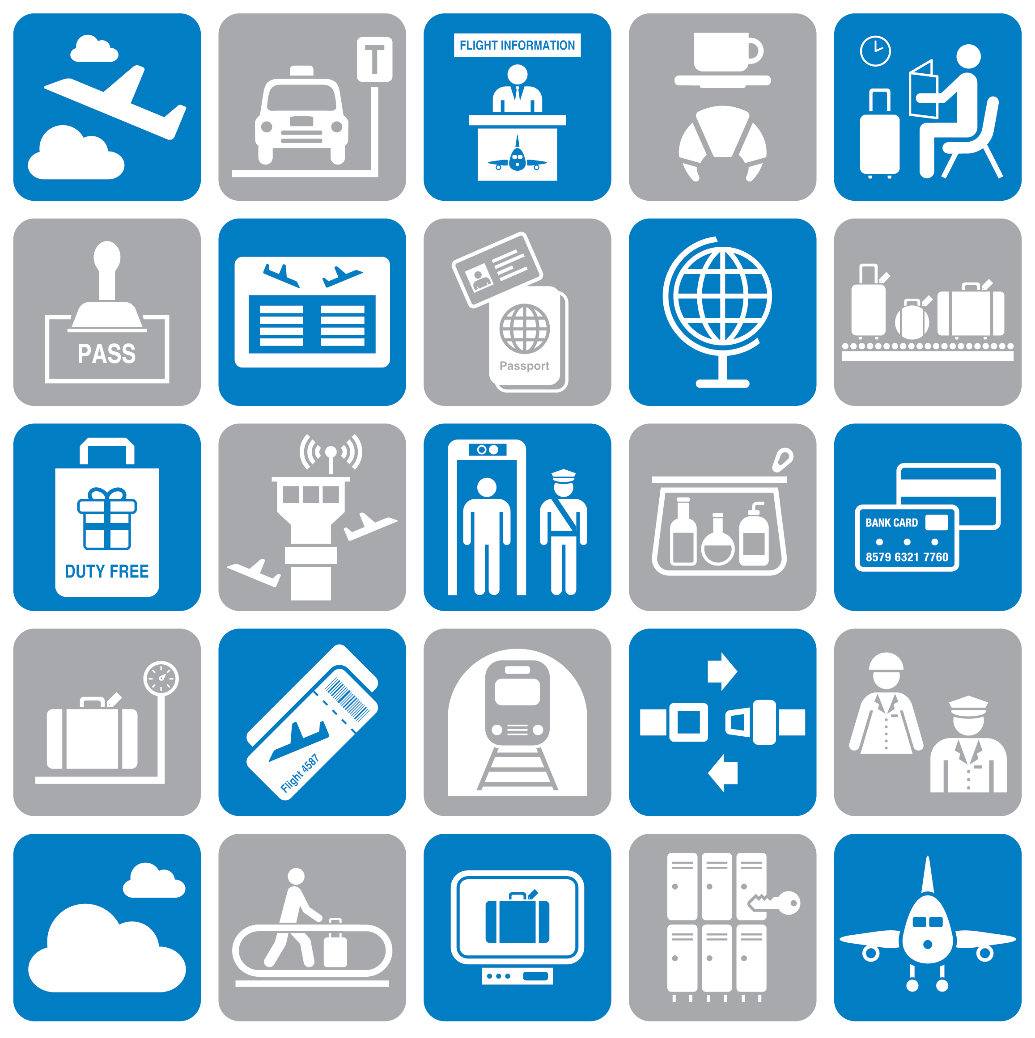 T
FLIGHT INFORMATION
PASS
Passport
DUTY FREE
BANK CARD
8579 6321 7760
Flight 4587